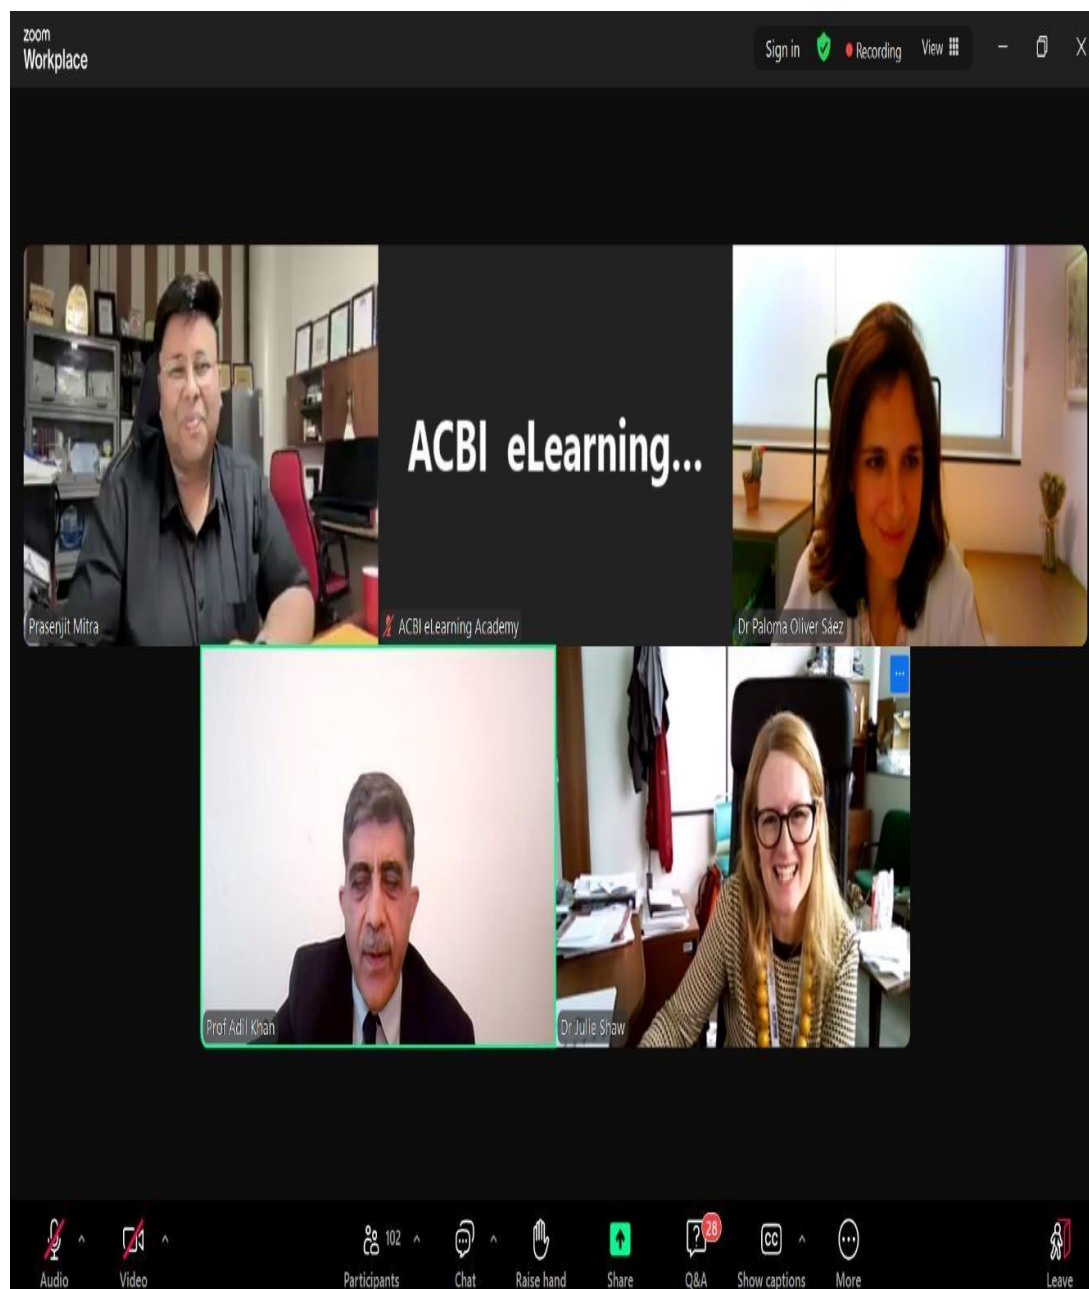 zoom
Workplace
Sign in
Recording
View
ACBI eLearning...
Prasenjit Mitra
ACBI eLearning Academy
Dr Paloma Oliver Sáez
Prof Adil Khan
Dr Julie Shaw
102
28
CC
Audio
Video
Participants
Chat
Raise hand
Share
Q&A
Show captions
More
Leave